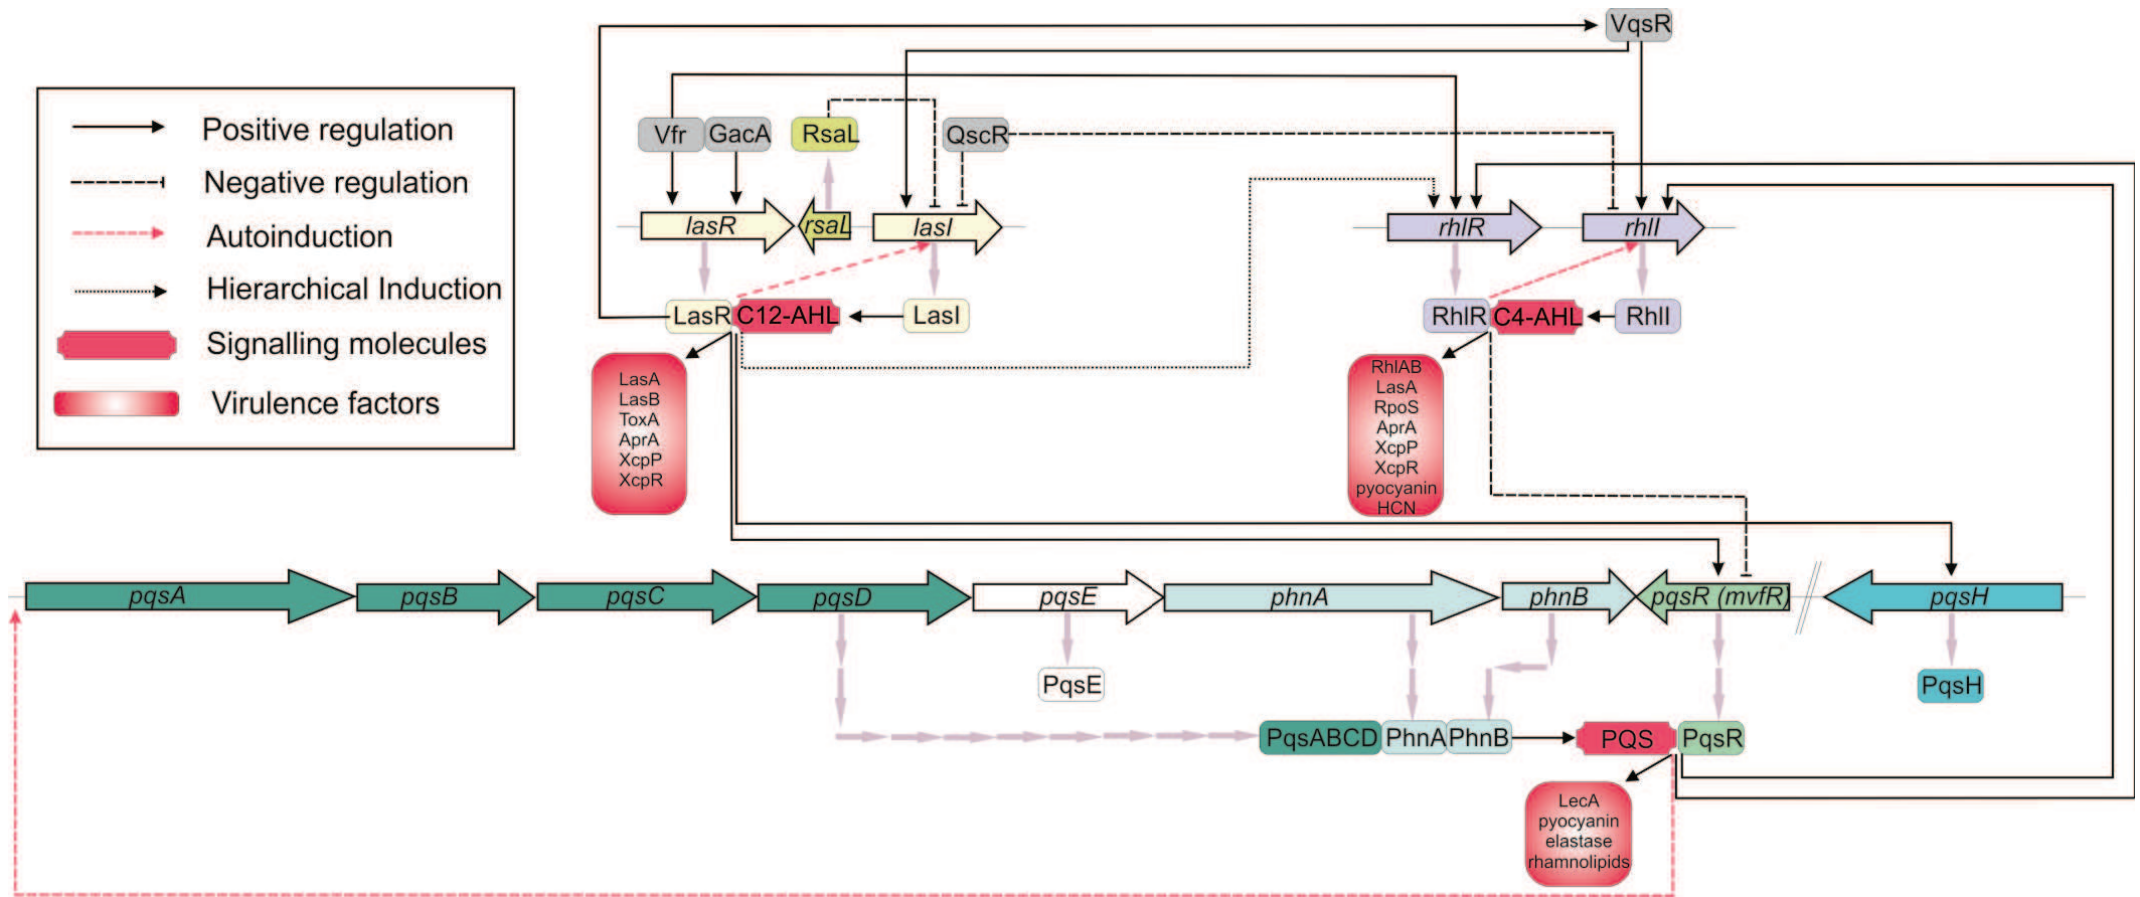 VqsR
Positive regulation
Negative regulation
Autoinduction
Hierarchical Induction
Signalling molecules
Virulence factors
Vfr
GacA
RsaL
QscR
lasR
rsaL
lasI
rhlR
rhlI
LasR
C12-AHL
LasI
RhlR
C4-AHL
RhlI
LasA
LasB
ToxA
AprA
XcpP
XcpR
RhlAB
LasA
RpoS
AprA
XcpP
XcpR
pyocyanin
HCN
pqsA
pqsB
pqsC
pqsD
pqsE
phnA
phnB
pqsR (mvfR)
pqsH
PqsE
PqsH
PqsABCD
PhnA
PhnB
PQS
PqsR
LecA
pyocyanin
elastase
rhamnolipids